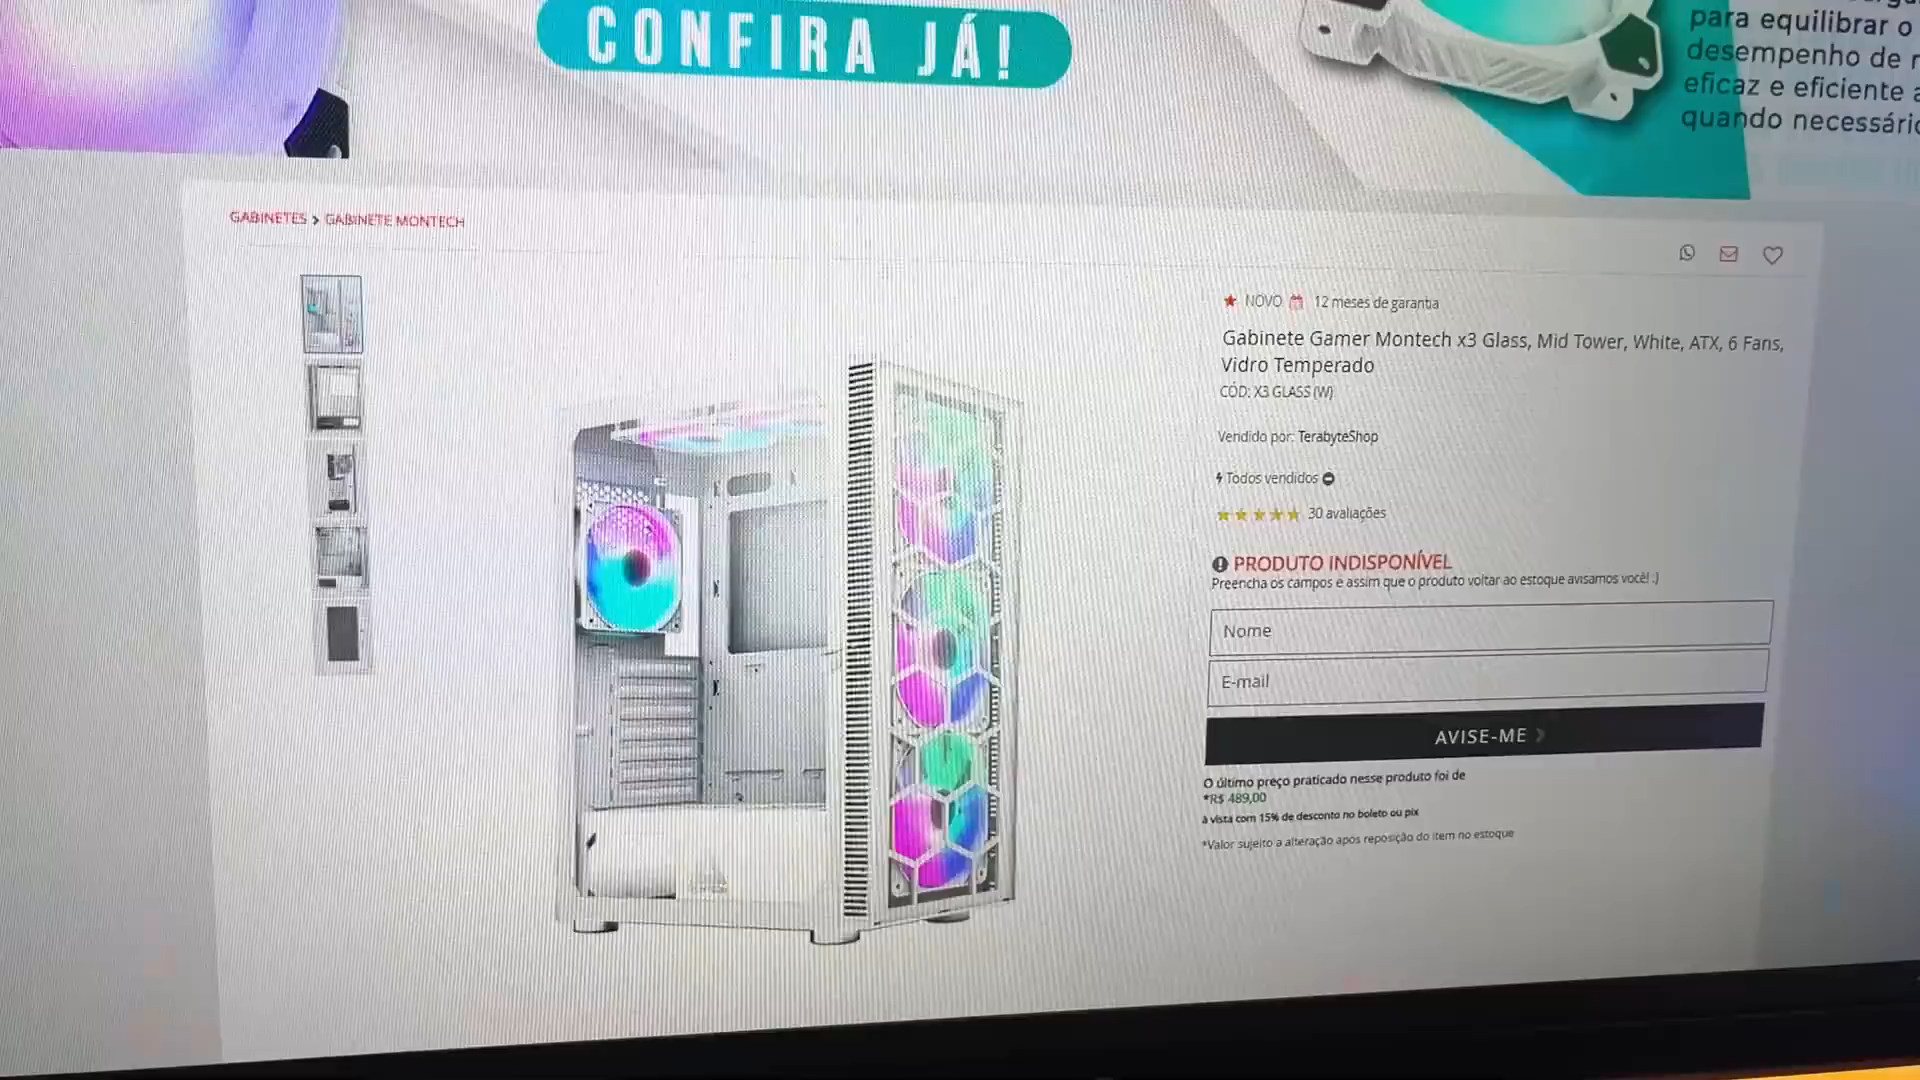 CONFIRA JÁ!
para equilibrar o
desempenho de
eficaz e eficiente
quando necessário
GABINETES > GABINETE MONTECH
NOVO 12 meses de garantia
Gabinete Gamer Montech x3 Glass, Mid Tower, White, ATX, 6 Fans,
Vidro Temperado
CÓD: X3 GLASS (W)
Vendido por: TerabyteShop
Todos vendidos
30 avaliações
PRODUTO INDISPONÍVEL
Preencha os campos e assim que o produto voltar ao estoque avisamos você! :)
Nome
E-mail
AVISE-ME >
O último preço praticado nesse produto foi de
*R$ 489,00
à vista com 15% de desconto no boleto ou pix
*Valor sujeito a alteração após reposição do item no estoque